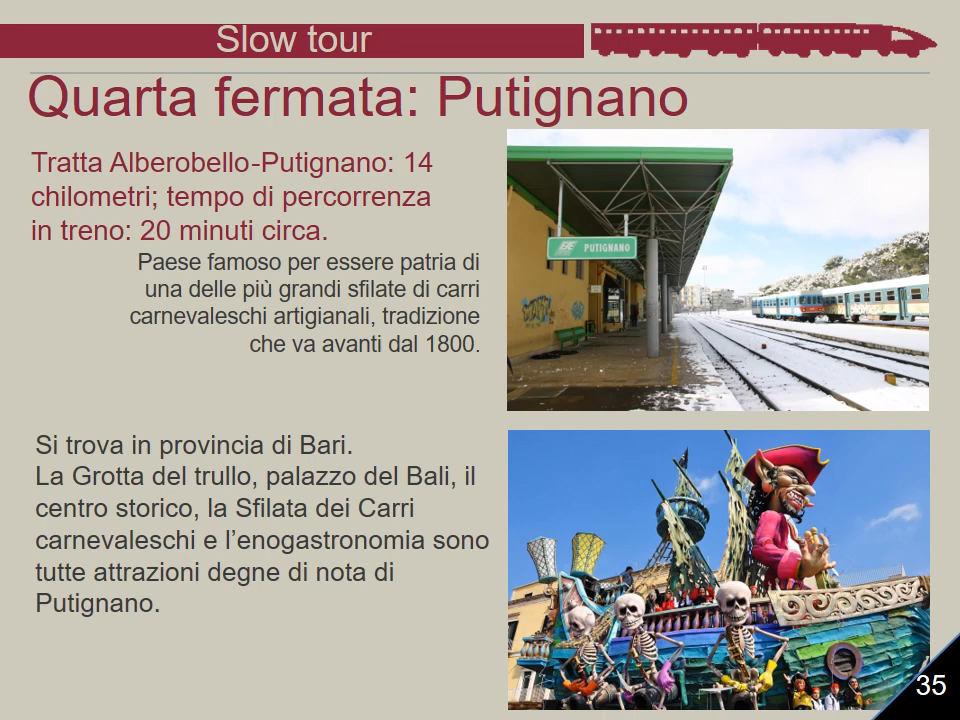 Slow tour
Quarta fermata: Putignano
Tratta Alberobello-Putignano: 14
chilometri; tempo di percorrenza
in treno: 20 minuti circa.
Paese famoso per essere patria di
una delle più grandi sfilate di carri
carnevaleschi artigianali, tradizione
che va avanti dal 1800.
PUTIGNANO
Si trova in provincia di Bari.
La Grotta del trullo, palazzo del Bali, il
centro storico, la Sfilata dei Carri
carnevaleschi e l’enogastronomia sono
tutte attrazioni degne di nota di
Putignano.
35